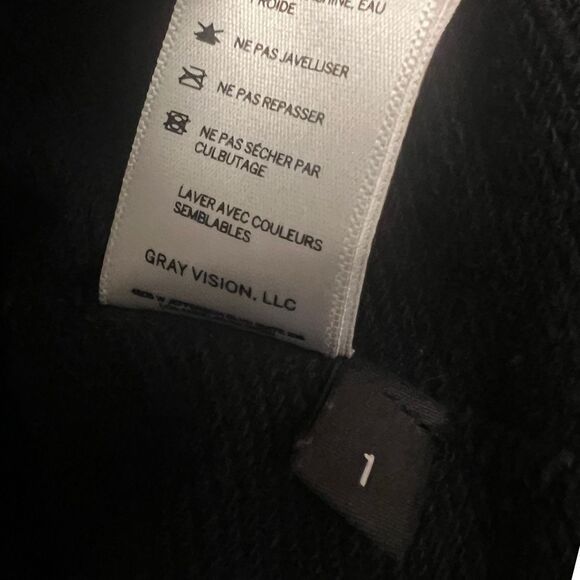 EAU
FROIDE
NE PAS JAVELLISER
NE PAS REPASSER
NE PAS SÉCHER PAR
CULBUTAGE
LAVER AVEC COULEURS
SEMBLABLES
GRAY VISION, LLC
1